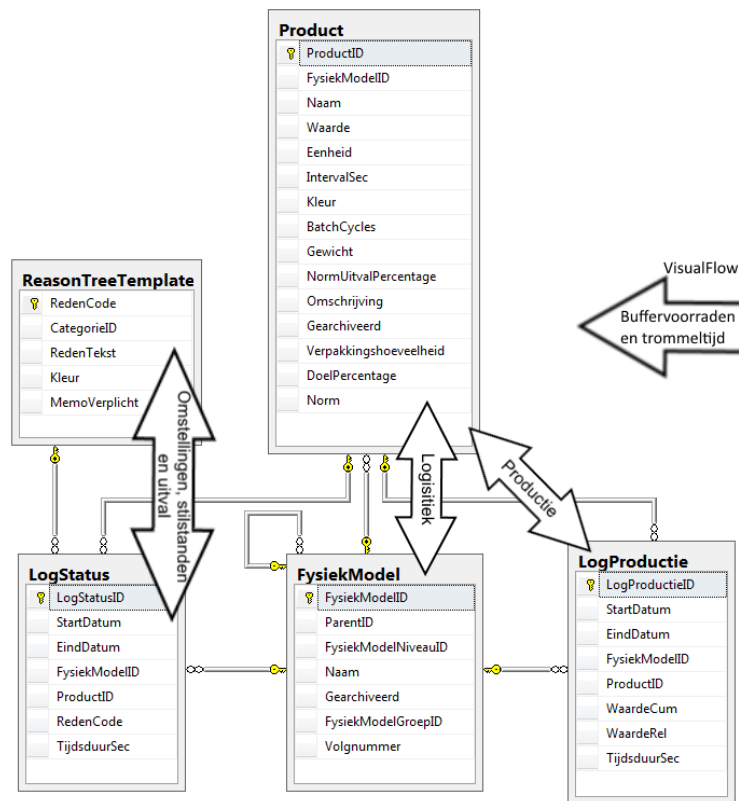 Product
ProductID
FysiekModelID
Naam
Waarde
Eenheid
IntervalSec
Kleur
BatchCycles
Gewicht
NormUitvalPercentage
Omschrijving
Gearchiveerd
Verpakkingshoeveelheid
DoelPercentage
Norm
ReasonTreeTemplate
RedenCode
CategorieID
RedenTekst
Kleur
MemoVerplicht
VisualFlow
Buffervoorraden
en trommeltijd
Omstellingen, stilstanden
en uitval
Logisitiek
Productie
LogStatus
LogStatusID
StartDatum
EindDatum
FysiekModelID
ProductID
RedenCode
TijdsduurSec
FysiekModel
FysiekModelID
ParentID
FysiekModelNiveauID
Naam
Gearchiveerd
FysiekModelGroepID
Volgnummer
LogProductie
LogProductieID
StartDatum
EindDatum
FysiekModelID
ProductID
WaardeCum
WaardeRel
TijdsduurSec